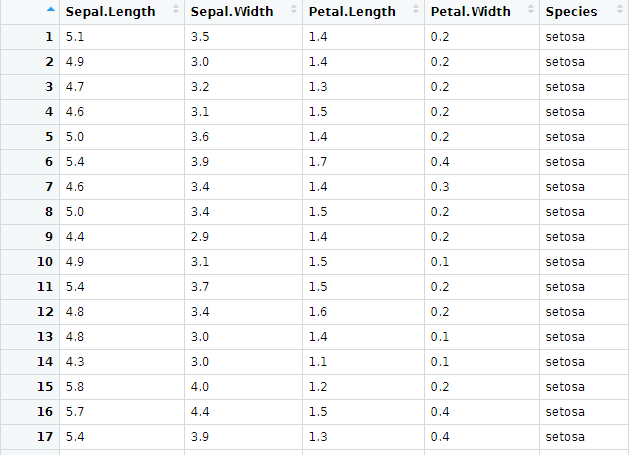 Sepal.Length Sepal.Width Petal.Length Petal.Width Species
1 5.1 3.5 1.4 0.2 setosa
2 4.9 3.0 1.4 0.2 setosa
3 4.7 3.2 1.3 0.2 setosa
4 4.6 3.1 1.5 0.2 setosa
5 5.0 3.6 1.4 0.2 setosa
6 5.4 3.9 1.7 0.4 setosa
7 4.6 3.4 1.4 0.3 setosa
8 5.0 3.4 1.5 0.2 setosa
9 4.4 2.9 1.4 0.2 setosa
10 4.9 3.1 1.5 0.1 setosa
11 5.4 3.7 1.5 0.2 setosa
12 4.8 3.4 1.6 0.2 setosa
13 4.8 3.0 1.4 0.1 setosa
14 4.3 3.0 1.1 0.1 setosa
15 5.8 4.0 1.2 0.2 setosa
16 5.7 4.4 1.5 0.4 setosa
17 5.4 3.9 1.3 0.4 setosa